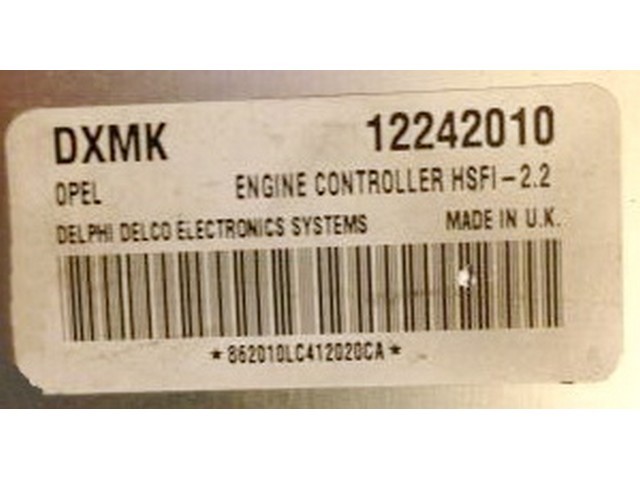 DXMK 12242010
OPEL ENGINE CONTROLLER HSFI-2.2
DELPHI DELCO ELECTRONICS SYSTEMS MADE IN U.K.
*862010LC412020CA*